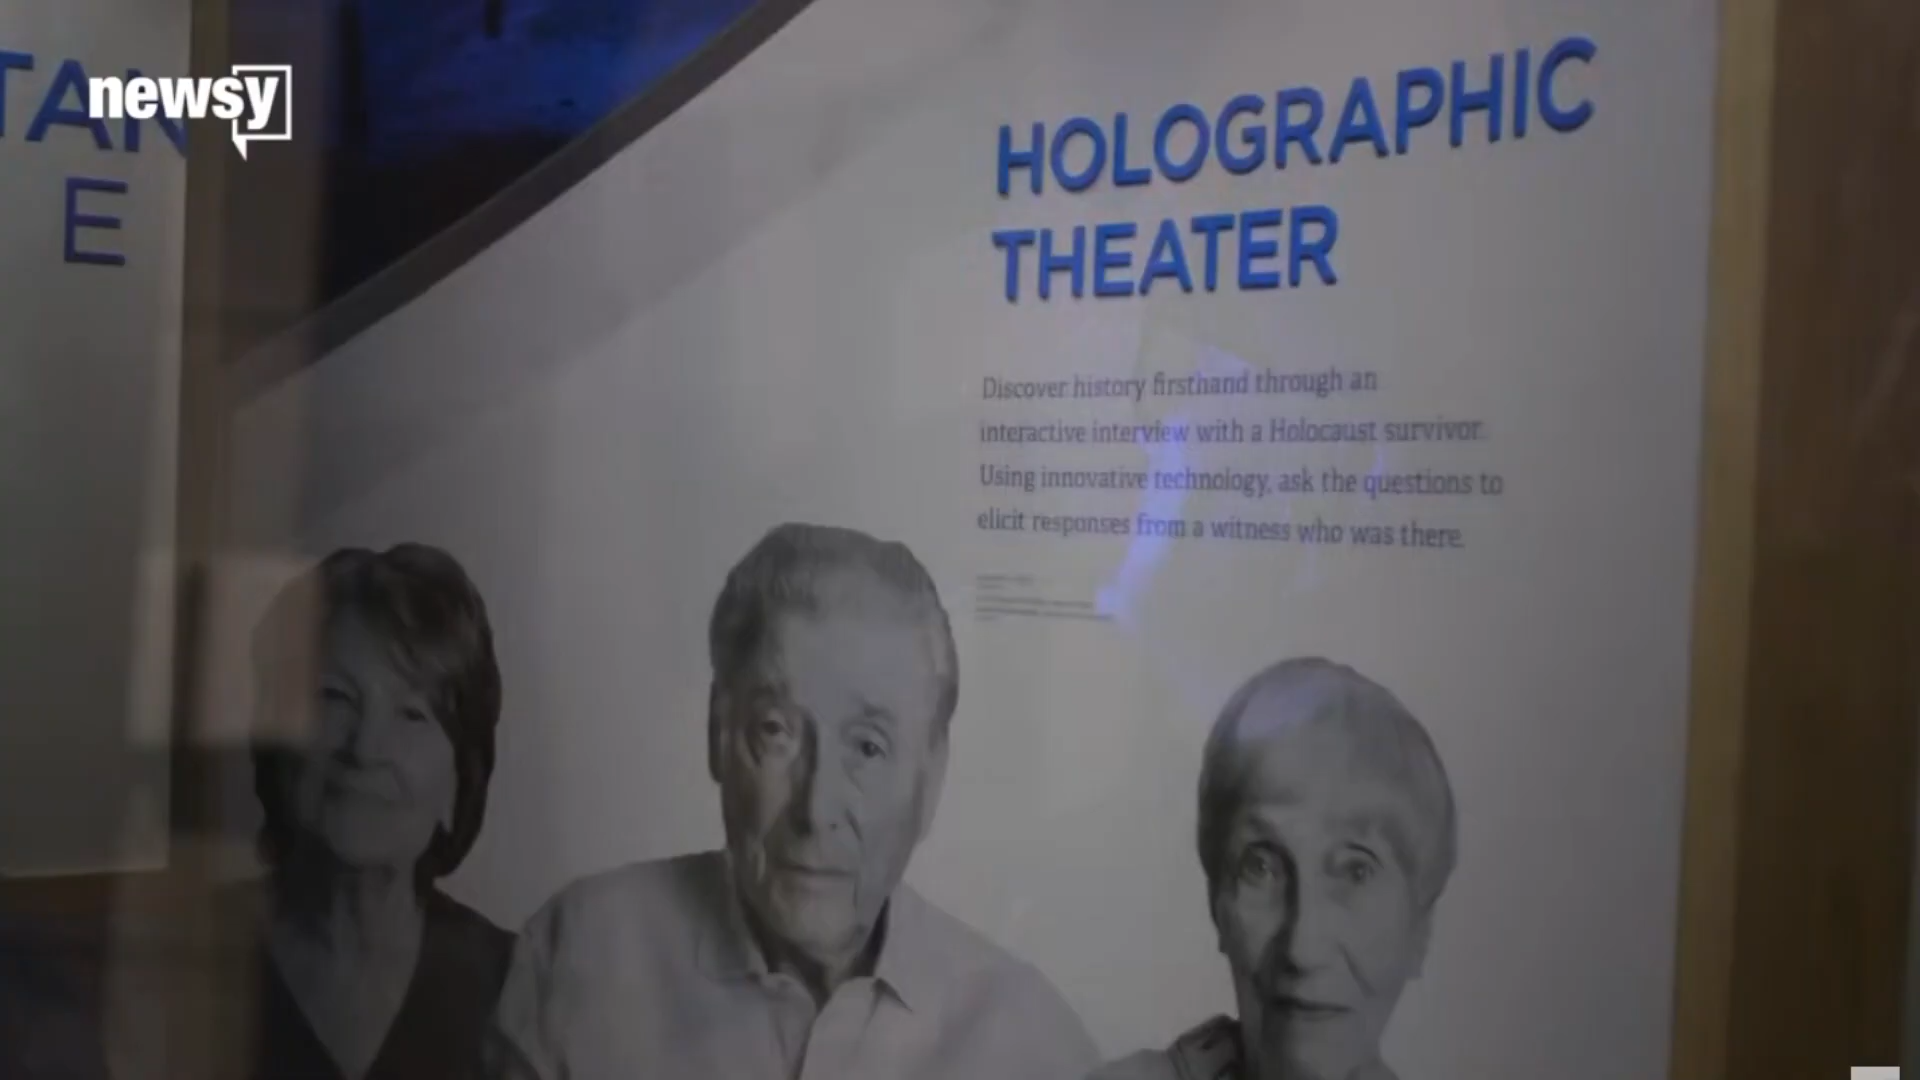 newsy
TAN
E
HOLOGRAPHIC
THEATER
Discover history firsthand through an
interactive interview with a Holocaust survivor.
Using innovative technology, ask the questions to
elicit responses from a witness who was there.